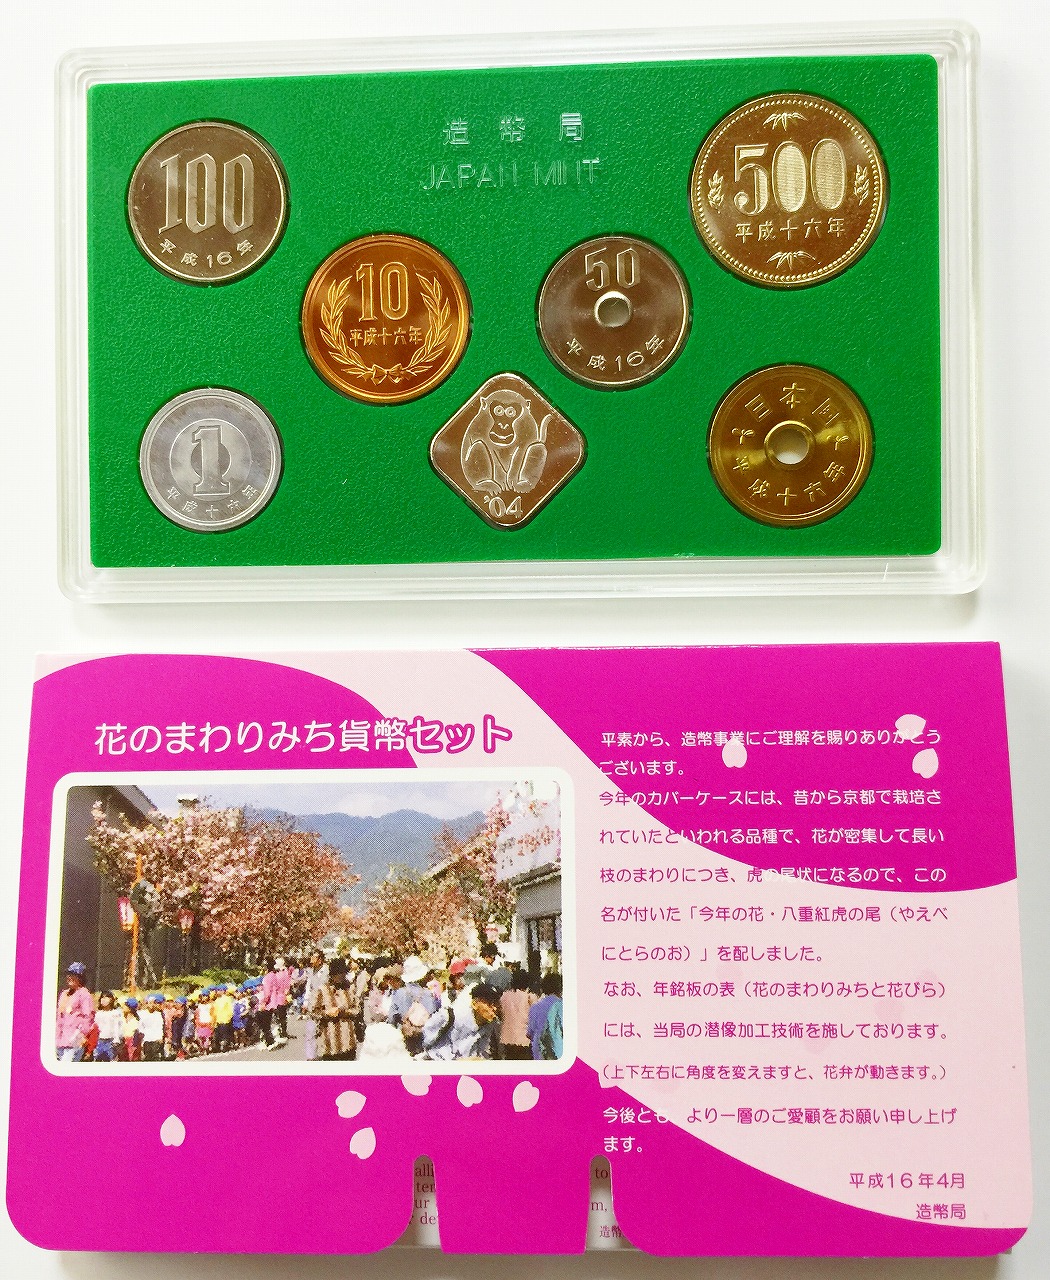 造幣局
JAPAN MINT
100
平成16年
500
平成十六年
10
平成十六年
50
平成16年
1
平成十六年
'04
日本国
平成十六年
花のまわりみち貨幣セット
平素から、造幣事業にご理解を賜りありがとう
ございます。
今年のカバーケースには、昔から京都で栽培さ
れていたといわれる品種で、花が密集して長い
枝のまわりにつき、虎の尾状になるので、この
名が付いた「今年の花・八重紅虎の尾（やえべ
にとらのお）」を配しました。
なお、年銘板の表（花のまわりみちと花びら）
には、当局の潜像加工技術を施しております。
（上下左右に角度を変えますと、花弁が動きます。）
今後とも、より一層のご愛顧をお願い申し上げ
ます。
平成16年4月
造幣局
to
造幣